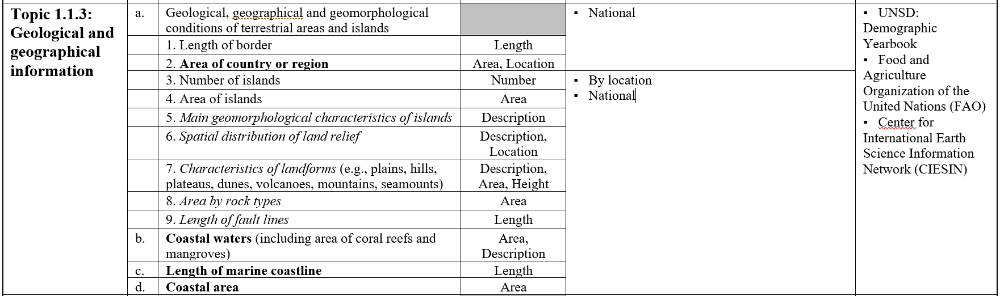 Topic 1.1.3:
Geological and
geographical
information
a.
Geological, geographical and geomorphological
conditions of terrestrial areas and islands
▪ National
1. Length of border
Length
2. Area of country or region
Area, Location
3. Number of islands
Number
▪ By location
▪ National
4. Area of islands
Area
5. Main geomorphological characteristics of islands
Description
6. Spatial distribution of land relief
Description,
Location
7. Characteristics of landforms (e.g., plains, hills,
plateaus, dunes, volcanoes, mountains, seamounts)
Description,
Area, Height
8. Area by rock types
Area
9. Length of fault lines
Length
b.
Coastal waters (including area of coral reefs and
mangroves)
Area,
Description
c.
Length of marine coastline
Length
d.
Coastal area
Area
▪ UNSD:
Demographic
Yearbook
▪ Food and
Agriculture
Organization of the
United Nations (FAO)
▪ Center for
International Earth
Science Information
Network (CIESIN)